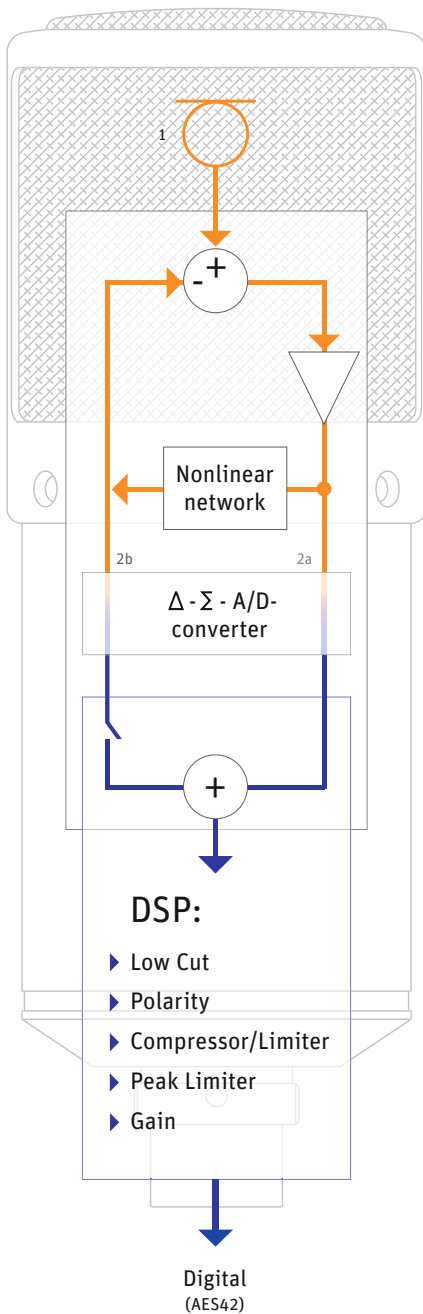 1
- +
Nonlinear
network
2b 2a
Δ - Σ - A/D-
converter
+
DSP:
Low Cut
Polarity
Compressor/Limiter
Peak Limiter
Gain
Digital
(AES42)